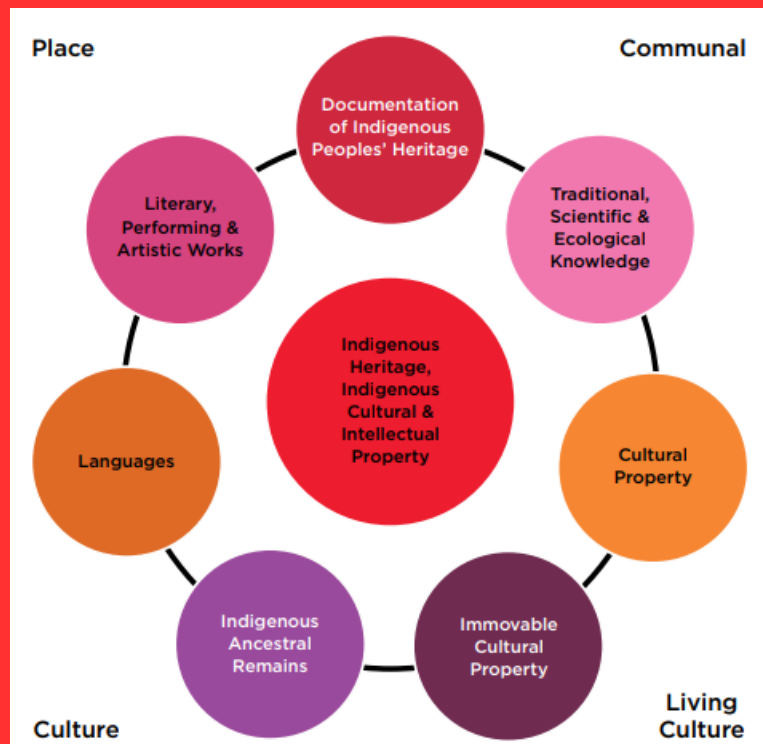 Place
Communal
Documentation
of Indigenous
Peoples’ Heritage
Literary,
Performing &
Artistic Works
Traditional,
Scientific &
Ecological
Knowledge
Indigenous
Heritage,
Indigenous
Cultural &
Intellectual
Property
Languages
Cultural
Property
Indigenous
Ancestral
Remains
Immovable
Cultural
Property
Culture
Living
Culture